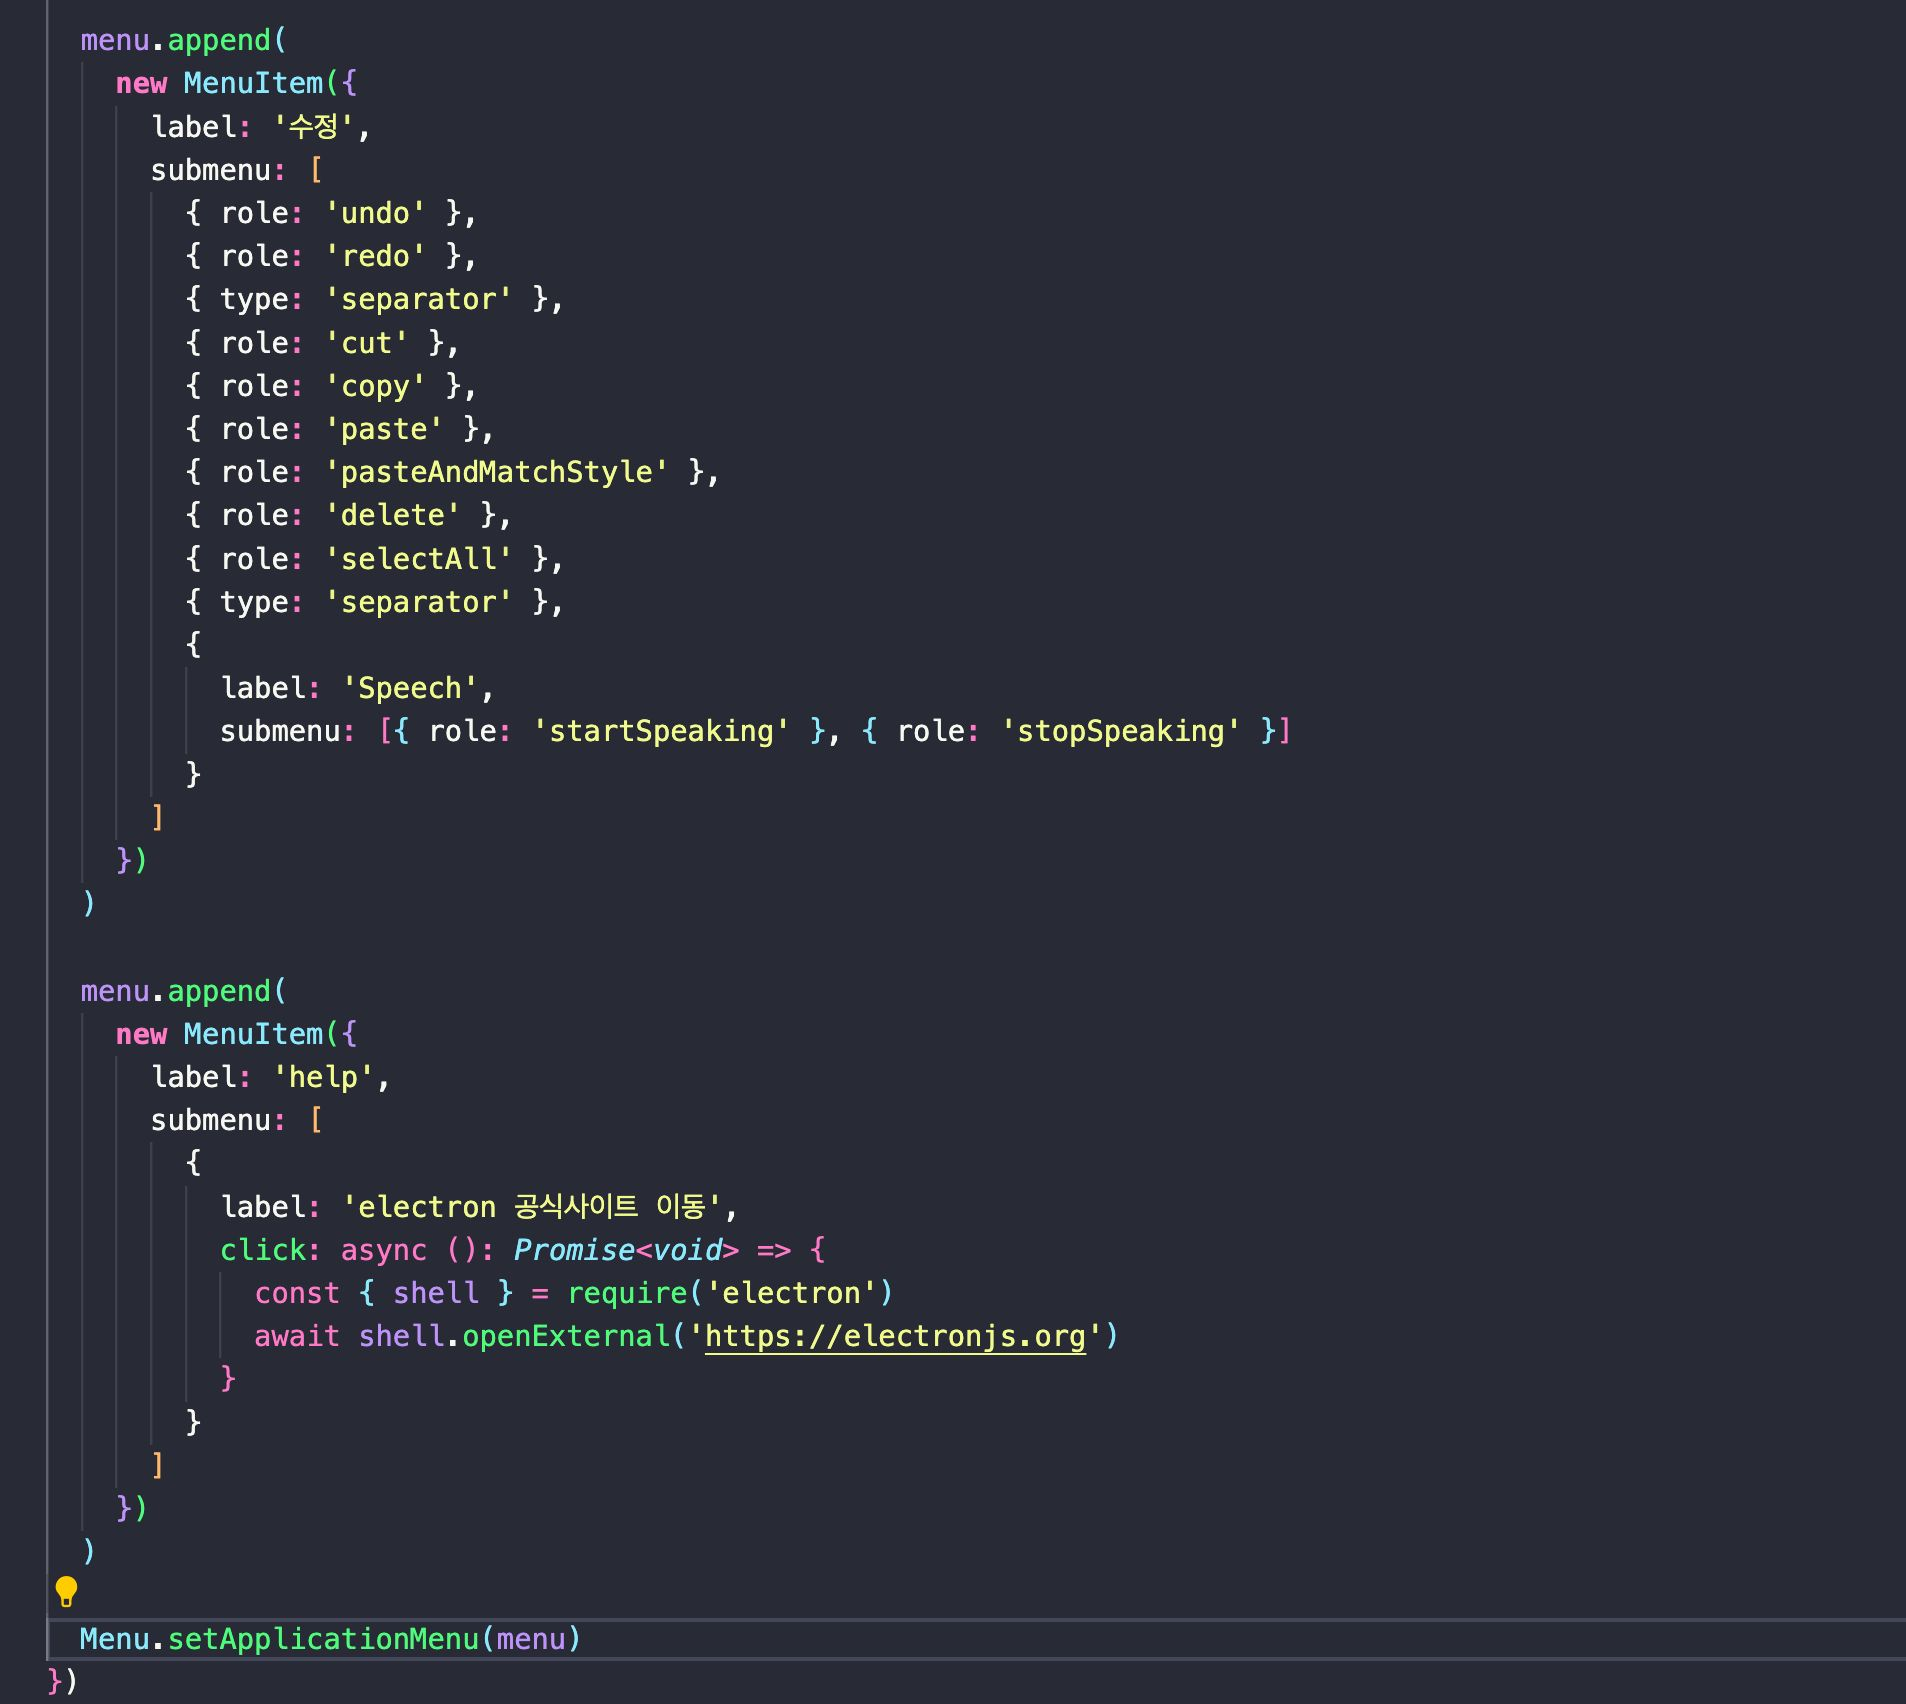 menu.append(
new MenuItem({
label: '수정',
submenu: [
{ role: 'undo' },
{ role: 'redo' },
{ type: 'separator' },
{ role: 'cut' },
{ role: 'copy' },
{ role: 'paste' },
{ role: 'pasteAndMatchStyle' },
{ role: 'delete' },
{ role: 'selectAll' },
{ type: 'separator' },
{
label: 'Speech',
submenu: [{ role: 'startSpeaking' }, { role: 'stopSpeaking' }]
}
]
})
)
menu.append(
new MenuItem({
label: 'help',
submenu: [
{
label: 'electron 공식사이트 이동',
click: async (): Promise<void> => {
const { shell } = require('electron')
await shell.openExternal('https://electronjs.org')
}
}
]
})
)
Menu.setApplicationMenu(menu)
})